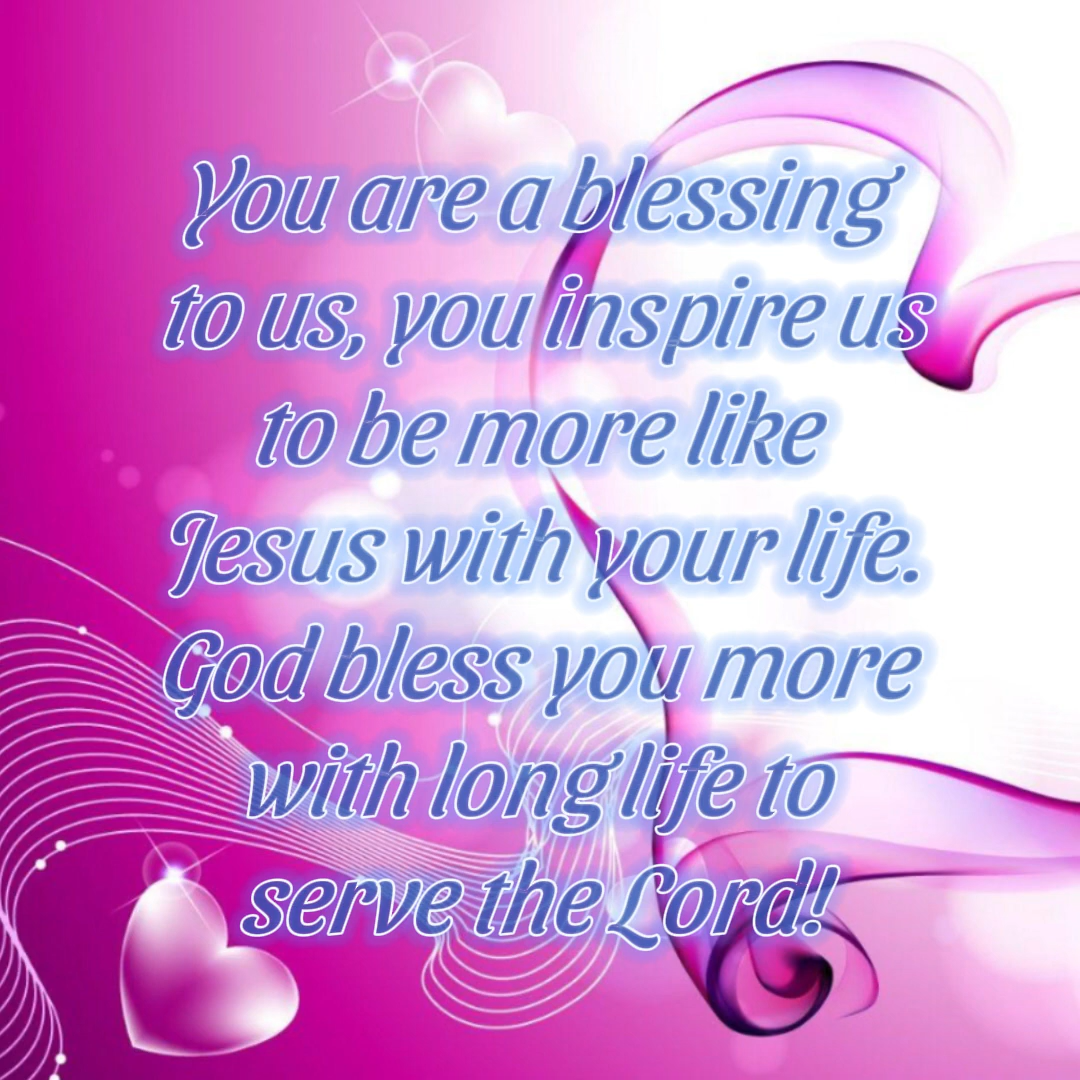 You are a blessing
to us, you inspire us
to be more like
Jesus with your life.
God bless you more
with long life to
serve the Lord!